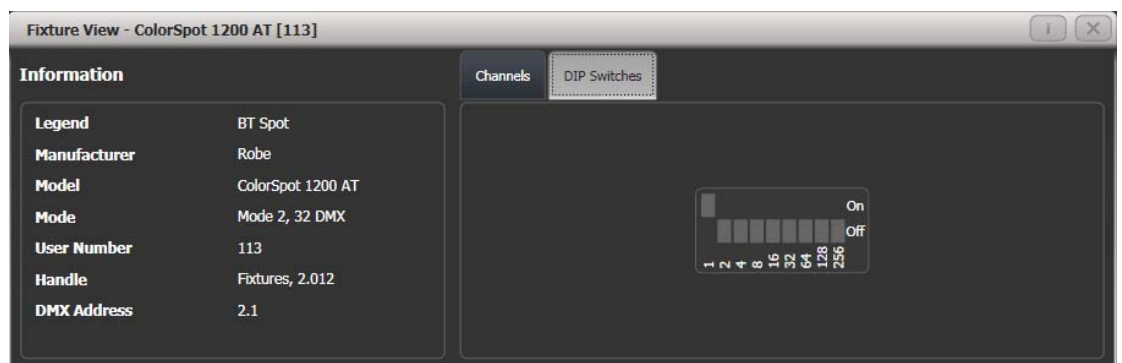 Fixture View - ColorSpot 1200 AT [113]
i
Information
Channels
DIP Switches
Legend BT Spot
Manufacturer Robe
Model ColorSpot 1200 AT
Mode Mode 2, 32 DMX
User Number 113
Handle Fixtures, 2.012
DMX Address 2.1
On
Off
1 2 4 8 16 32 64 128 256